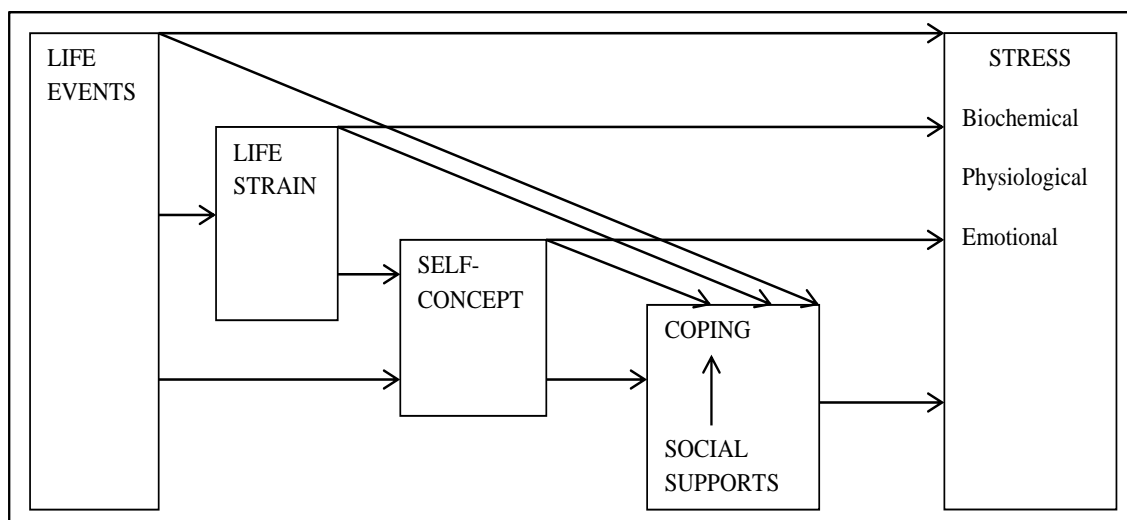 LIFE
EVENTS
LIFE
STRAIN
SELF-
CONCEPT
COPING
SOCIAL
SUPPORTS
STRESS
Biochemical
Physiological
Emotional